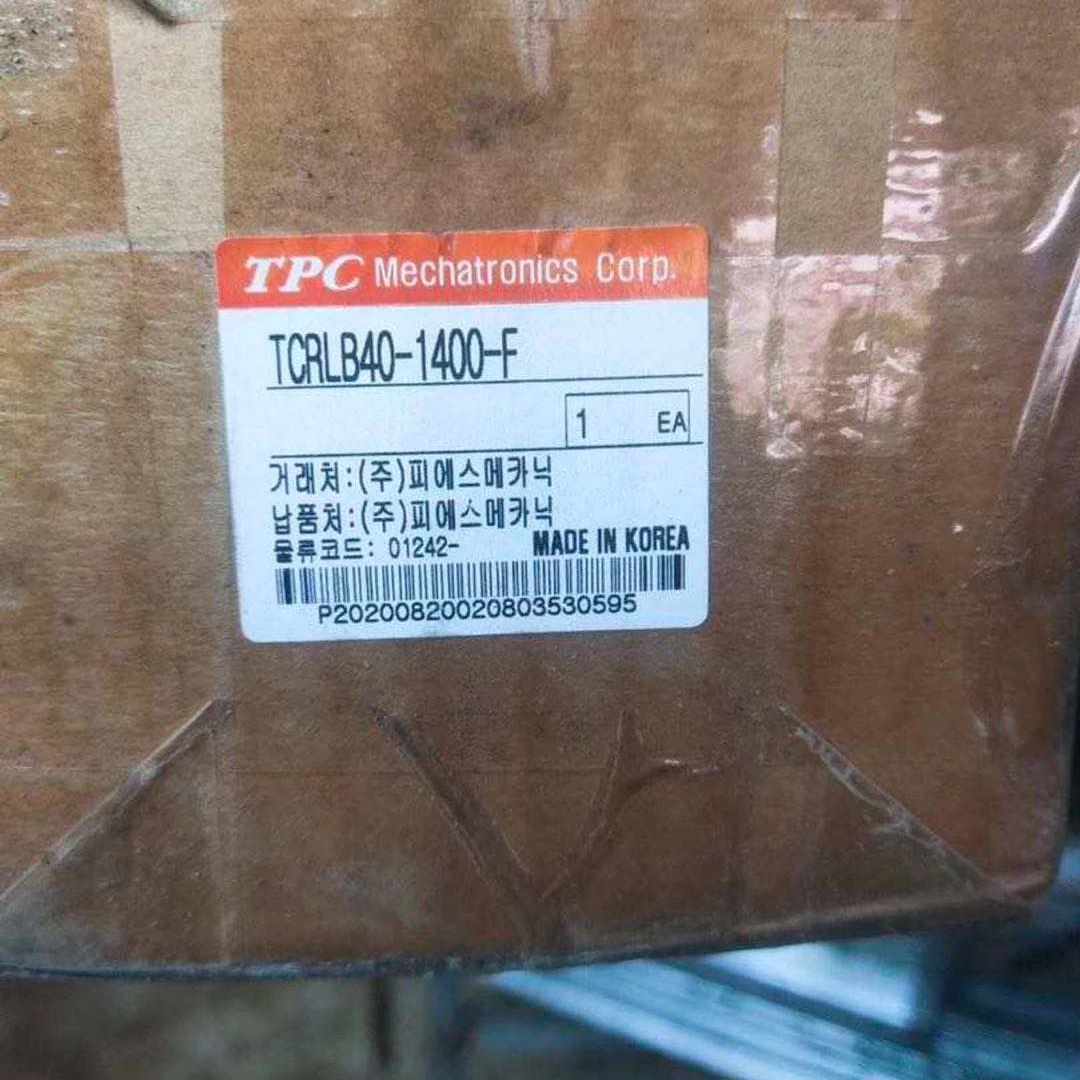 TPC Mechatronics Corp.
TCRLB40-1400-F
1 EA
거래처:(주)피에스메카닉
납품처:(주)피에스메카닉
물류코드: 01242- MADE IN KOREA
P20200820020803530595